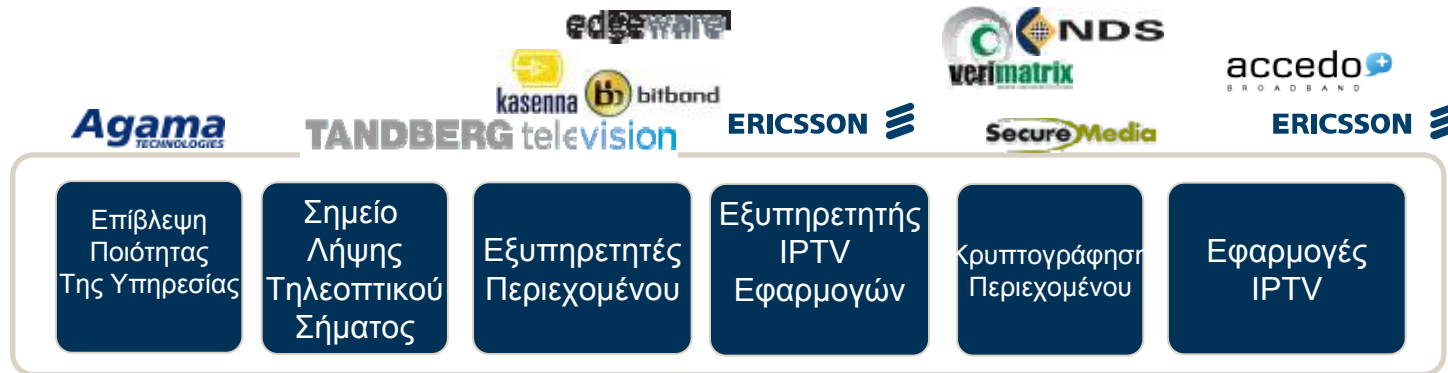 edgeware
NDS
verimatrix
accedo
BROADBAND
kasenna
bitband
Agama
TECHNOLOGIES
TANDBERG television
ERICSSON
SecureMedia
ERICSSON
Επίβλεψη
Ποιότητας
Της Υπηρεσίας
Σημείο
Λήψης
Τηλεοπτικού
Σήματος
Εξυπηρετητές
Περιεχομένου
Εξυπηρετητής
IPTV
Εφαρμογών
Κρυπτογράφηση
Περιεχομένου
Εφαρμογές
IPTV